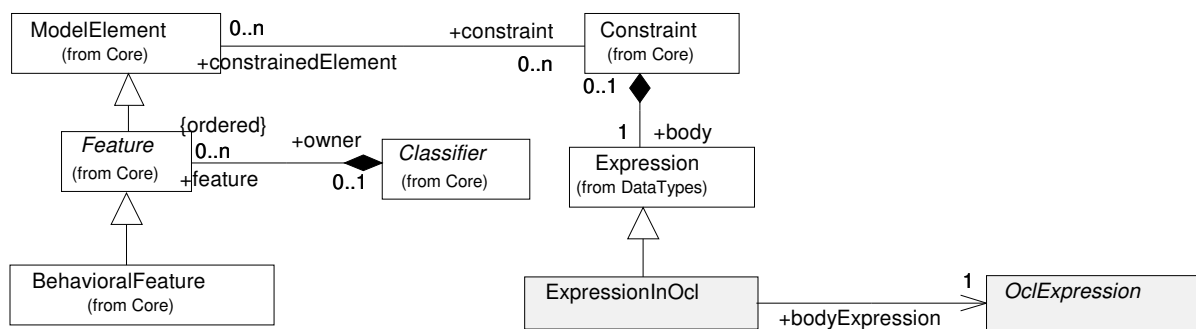 ModelElement
(from Core)
0..n
+constrainedElement
+constraint
0..n
Constraint
(from Core)
0..1
1
+body
{ordered}
Feature
(from Core)
0..n
+feature
+owner
0..1
Classifier
(from Core)
Expression
(from DataTypes)
BehavioralFeature
(from Core)
ExpressionInOcl
1
+bodyExpression
OclExpression